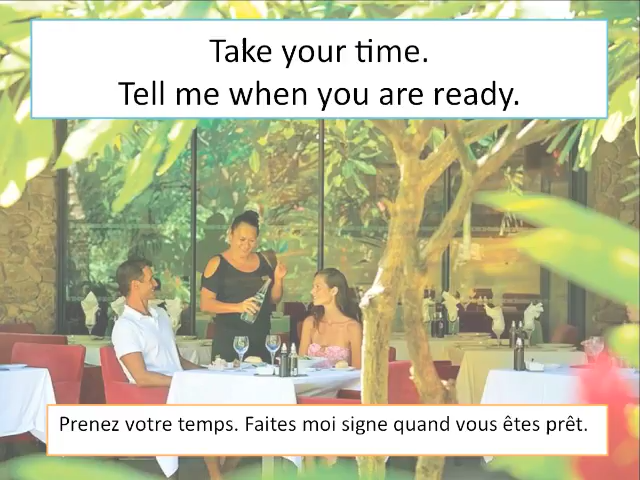 Take your time.
Tell me when you are ready.
Prenez votre temps. Faites moi signe quand vous êtes prêt.